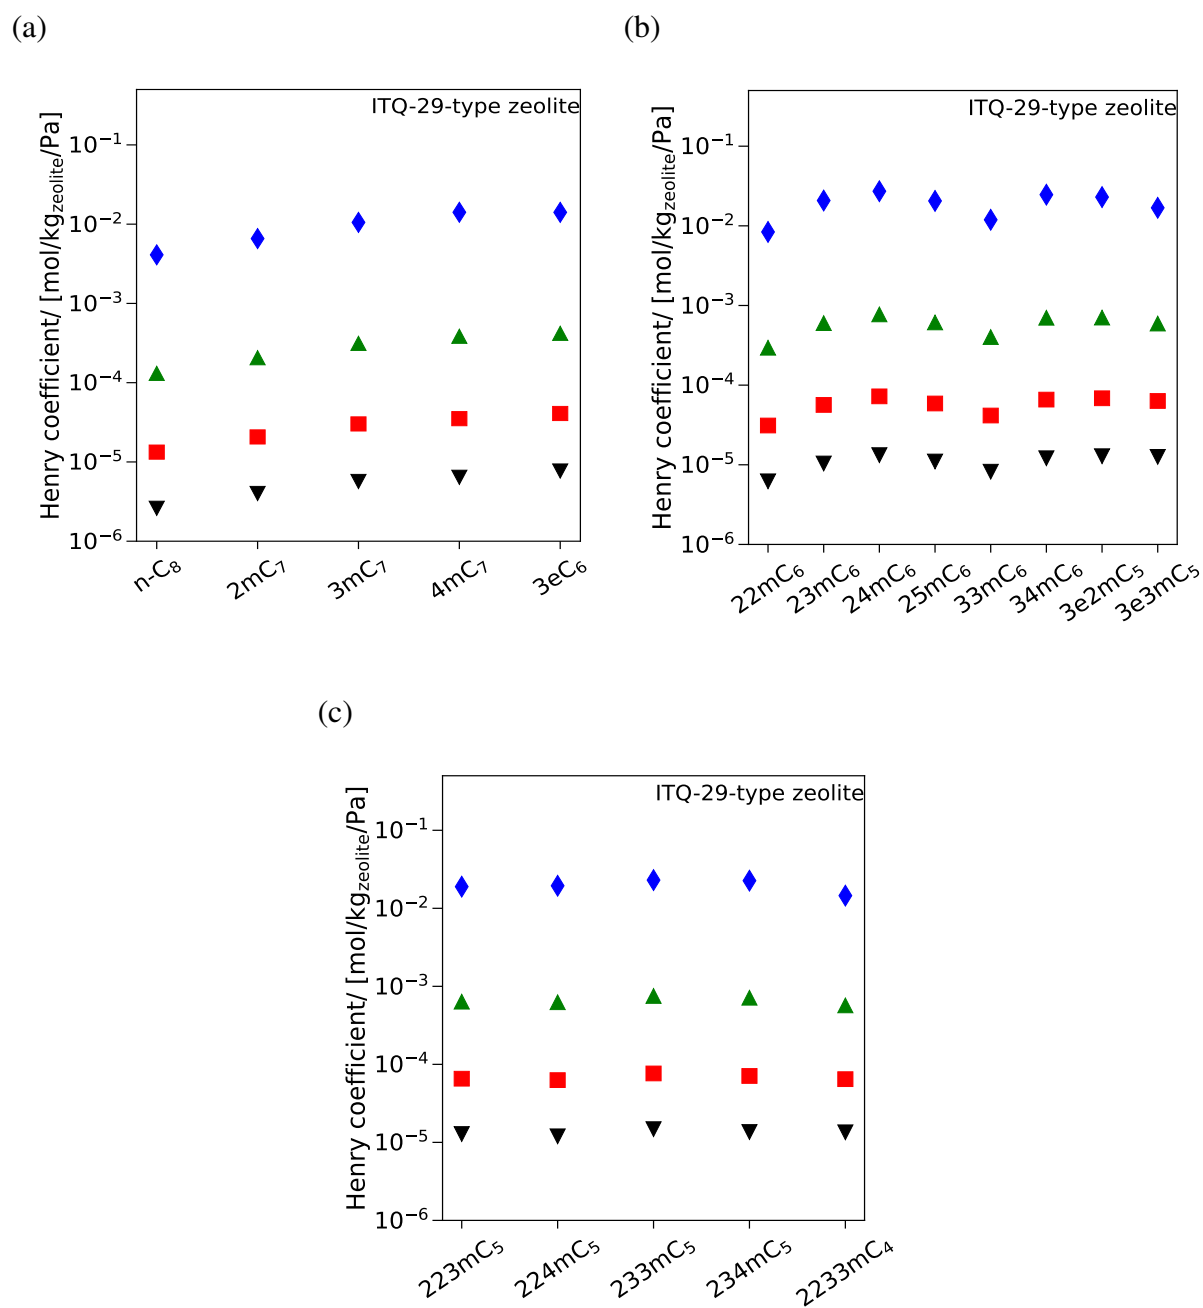 (a)
ITQ-29-type zeolite
Henry coefficient/ [mol/kg_zeolite/Pa]
10⁻¹
10⁻²
10⁻³
10⁻⁴
10⁻⁵
10⁻⁶
n-C₈ 2mC₇ 3mC₇ 4mC₇ 3eC₆
(b)
ITQ-29-type zeolite
Henry coefficient/ [mol/kg_zeolite/Pa]
10⁻¹
10⁻²
10⁻³
10⁻⁴
10⁻⁵
10⁻⁶
22mC₆ 23mC₆ 24mC₆ 25mC₆ 33mC₆ 34mC₆ 3e2mC₅ 3e3mC₅
(c)
ITQ-29-type zeolite
Henry coefficient/ [mol/kg_zeolite/Pa]
10⁻¹
10⁻²
10⁻³
10⁻⁴
10⁻⁵
10⁻⁶
223mC₅ 224mC₅ 233mC₅ 234mC₅ 2233mC₄